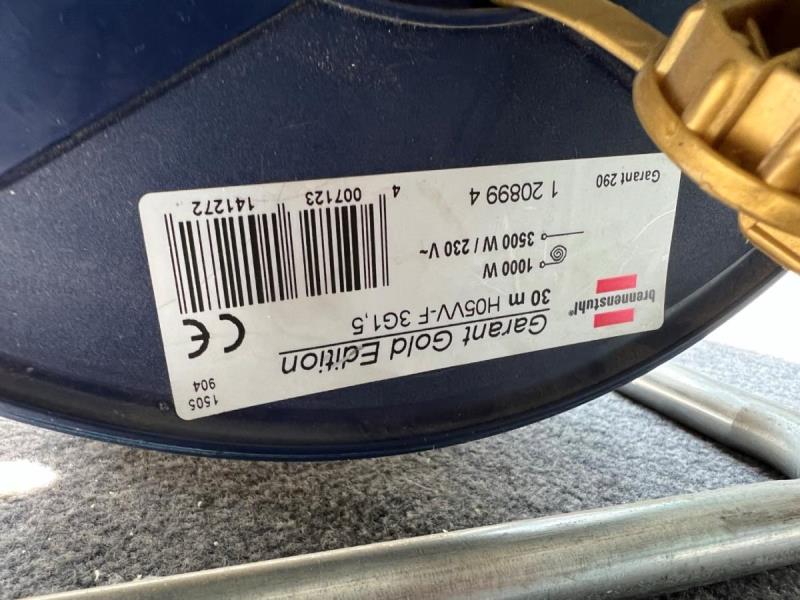 brennenstuhl®
Garant Gold Edition
30 m H05VV-F 3G1,5
1000 W
3500 W / 230 V~
Garant 290
1 20899 4
4 007123 141272
CE
1505
904